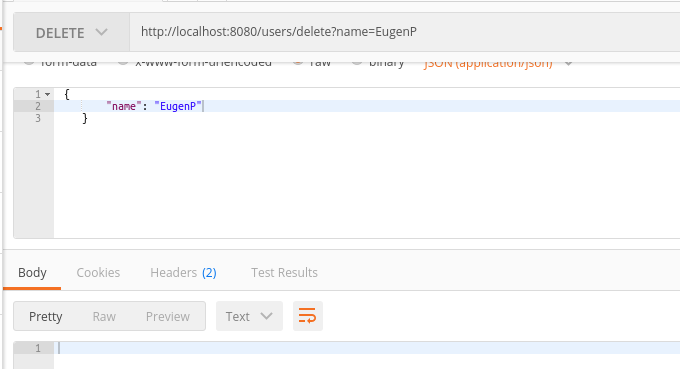 DELETE http://localhost:8080/users/delete?name=EugenP
form-data x-www-form-urlencoded raw binary JSON (application/json)
1 {
2 "name": "EugenP"
3 }
Body Cookies Headers (2) Test Results
Pretty Raw Preview Text
1